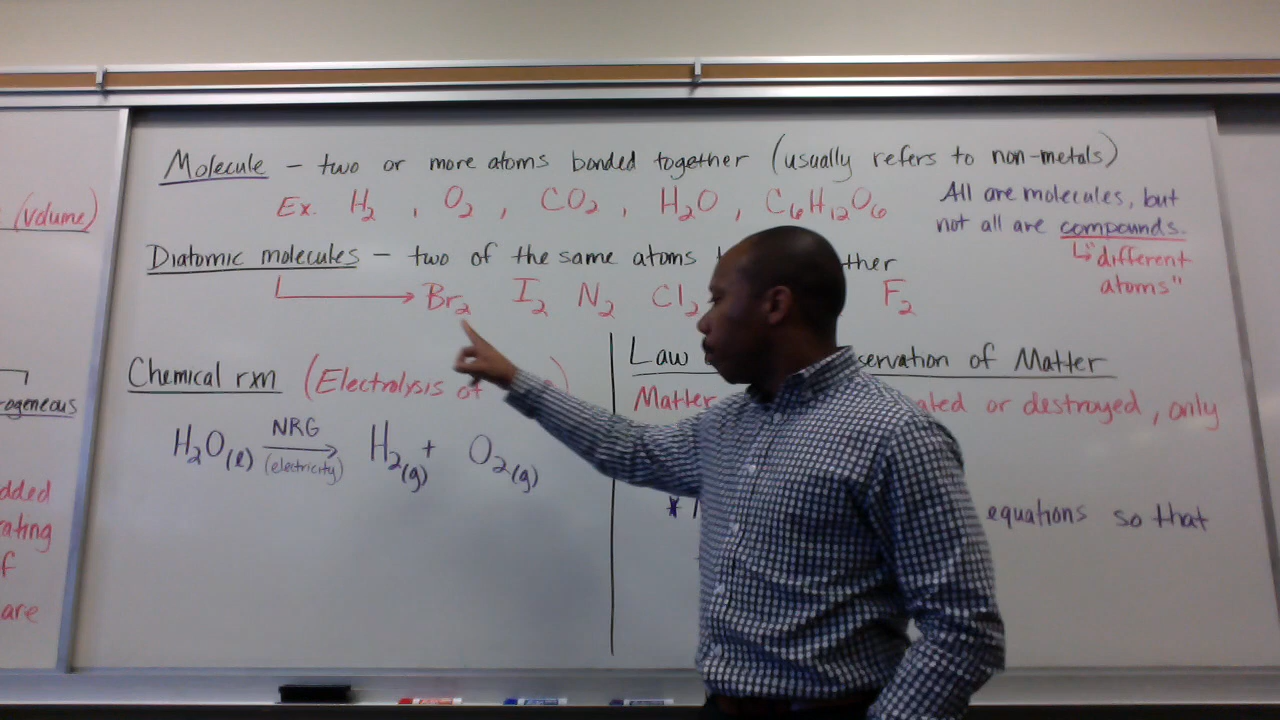 (volume)
ogeneous
dded
ating
f
are
Molecule – two or more atoms bonded together (usually refers to non-metals)
Ex. H₂ , O₂ , CO₂ , H₂O , C₆H₁₂O₆
All are molecules, but
not all are compounds.
↳ "different
atoms"
Diatomic molecules – two of the same atoms ther
→ Br₂ I₂ N₂ Cl₂ F₂
Chemical rxn (Electrolysis of )
H₂O(l) NRG (electricity) → H₂(g) + O₂(g)
Law servation of Matter
Matter ated or destroyed, only
* equations so that